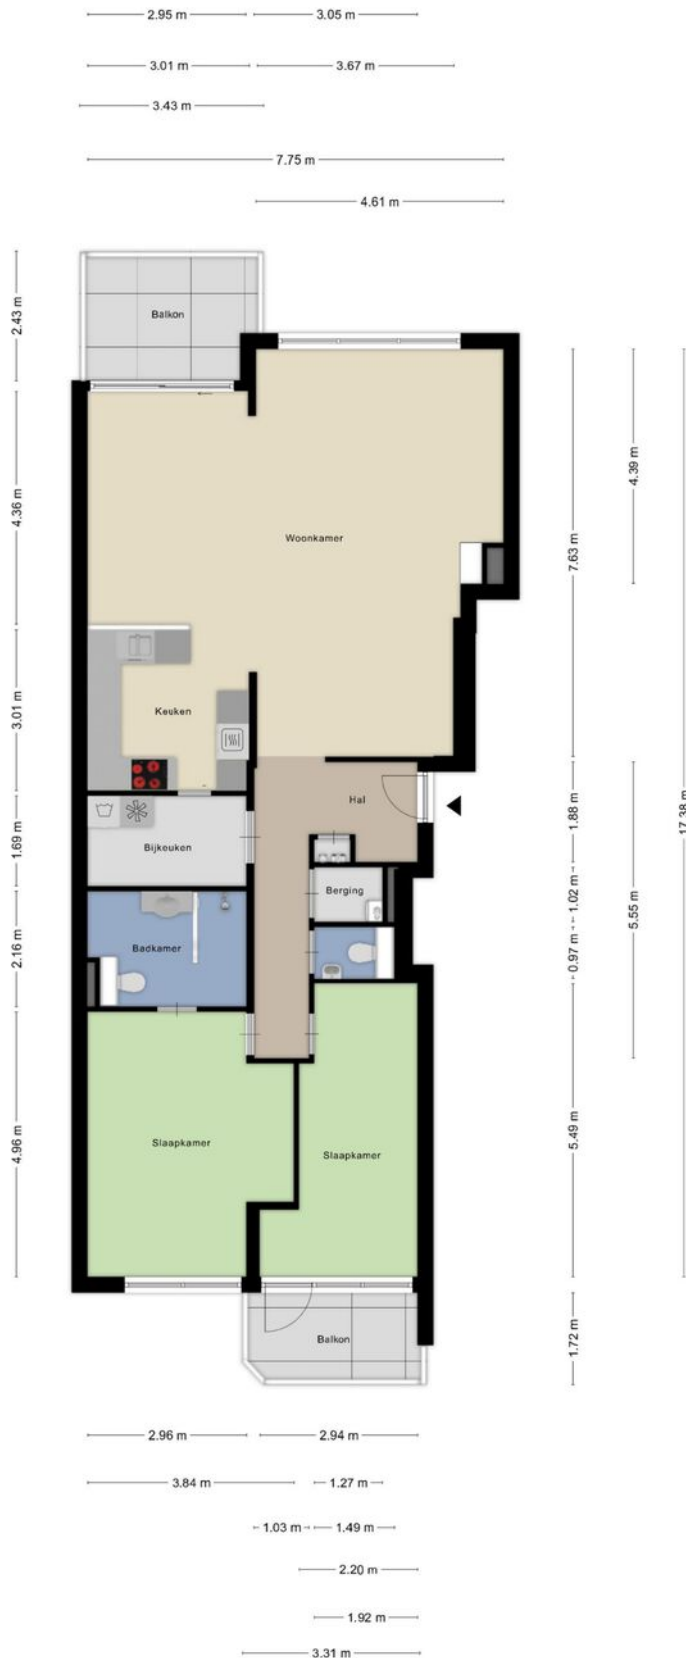 2.95 m
3.05 m
3.01 m
3.67 m
3.43 m
7.75 m
4.61 m
2.43 m
Balkon
4.36 m
4.39 m
Woonkamer
7.63 m
3.01 m
Keuken
17.38 m
Hal
1.88 m
1.69 m
Bijkeuken
Berging
1.02 m
5.55 m
2.16 m
Badkamer
0.97 m
4.96 m
Slaapkamer
Slaapkamer
5.49 m
Balkon
1.72 m
2.96 m
2.94 m
3.84 m
1.27 m
1.03 m
1.49 m
2.20 m
1.92 m
3.31 m